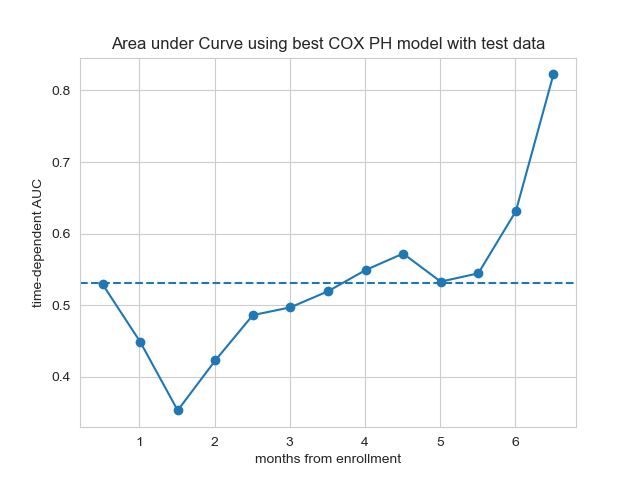 Area under Curve using best COX PH model with test data
0.8
0.7
0.6
0.5
0.4
time-dependent AUC
1 2 3 4 5 6
months from enrollment